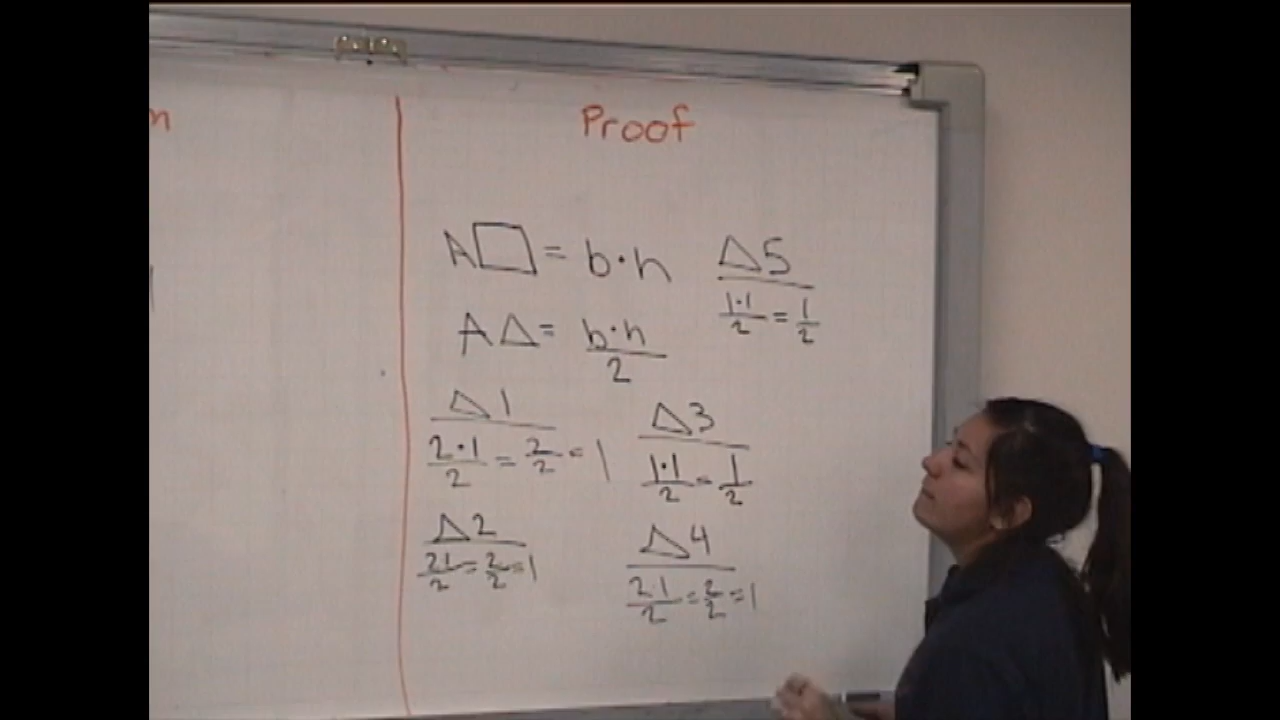 n
Proof
A□ = b·h
A△ = b·h/2
△1
2·1/2 = 2/2 = 1
△2
2·1/2 = 2/2 = 1
△3
1·1/2 = 1/2
△4
2·1/2 = 2/2 = 1
△5
1·1/2 = 1/2